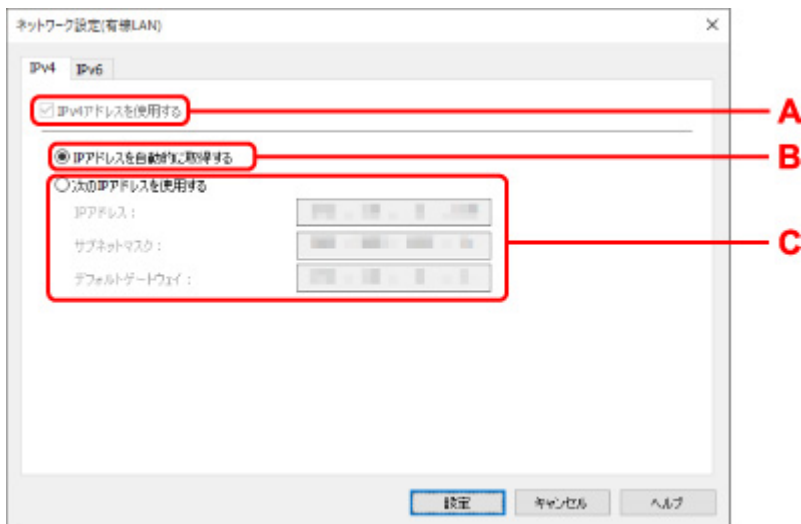 ネットワーク設定(有線LAN)
IPv4 IPv6
IPv4アドレスを使用する
A
IPアドレスを自動的に取得する
B
次のIPアドレスを使用する
IPアドレス：
サブネットマスク：
C
デフォルトゲートウェイ：
設定 キャンセル ヘルプ